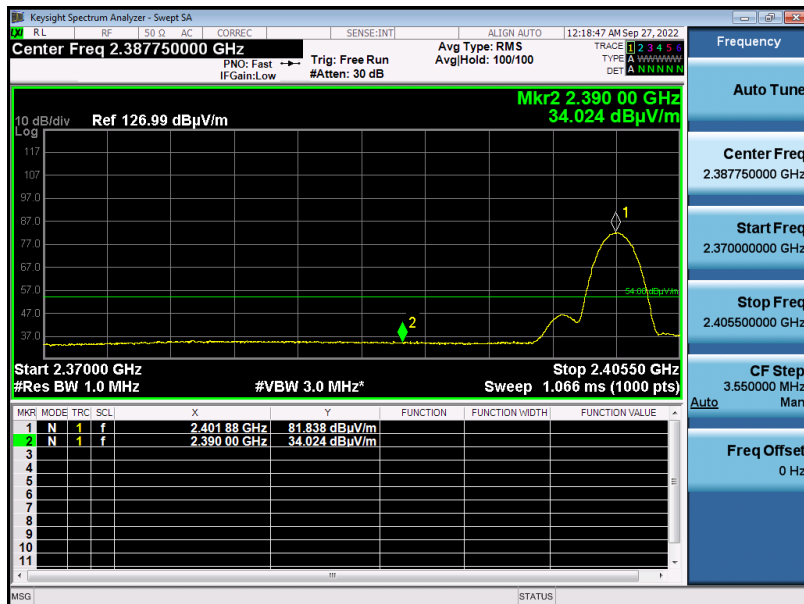 Keysight Spectrum Analyzer - Swept SA
LXI RL RF 50 Ω AC CORREC SENSE:INT ALIGN AUTO 12:18:47 AM Sep 27, 2022
Center Freq 2.387750000 GHz
PNO: Fast
IFGain:Low
Trig: Free Run
#Atten: 30 dB
Avg Type: RMS
Avg|Hold: 100/100
TRACE 1 2 3 4 5 6
TYPE A WWWWW
DET A N N N N N
Frequency
Auto Tune
Center Freq
2.387750000 GHz
Start Freq
2.370000000 GHz
Stop Freq
2.405500000 GHz
CF Step
3.550000 MHz
Auto Man
Freq Offset
0 Hz
Mkr2 2.390 00 GHz
34.024 dBµV/m
10 dB/div Ref 126.99 dBµV/m
Log
117
107
97.0
87.0
77.0
67.0
57.0
47.0
37.0
1
2
54.00 dBµV/m
Start 2.37000 GHz Stop 2.40550 GHz
#Res BW 1.0 MHz #VBW 3.0 MHz* Sweep 1.066 ms (1000 pts)
MKR MODE TRC SCL X Y FUNCTION FUNCTION WIDTH FUNCTION VALUE
1 N 1 f 2.401 88 GHz 81.838 dBµV/m
2 N 1 f 2.390 00 GHz 34.024 dBµV/m
3
4
5
6
7
8
9
10
11
MSG STATUS